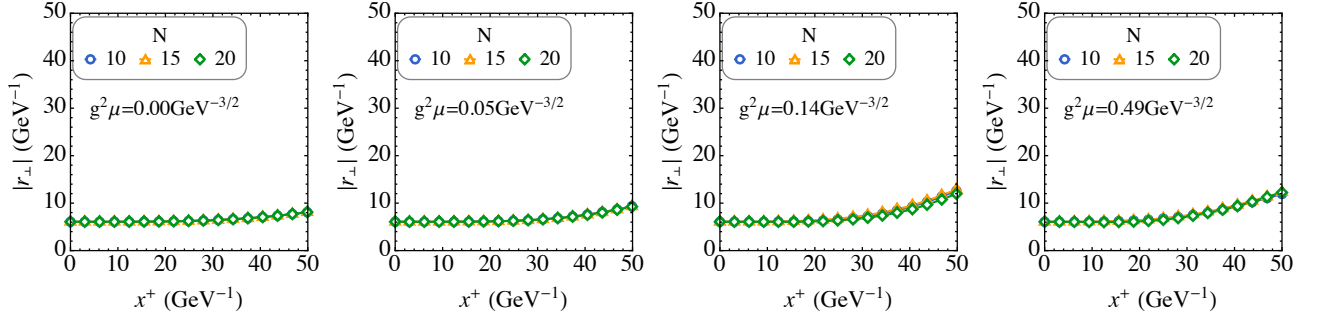 50
40
30
20
10
0
|r⊥| (GeV⁻¹)
N
10 15 20
g²μ=0.00GeV⁻³/²
0 10 20 30 40 50
x⁺ (GeV⁻¹)
50
40
30
20
10
0
|r⊥| (GeV⁻¹)
N
10 15 20
g²μ=0.05GeV⁻³/²
0 10 20 30 40 50
x⁺ (GeV⁻¹)
50
40
30
20
10
0
|r⊥| (GeV⁻¹)
N
10 15 20
g²μ=0.14GeV⁻³/²
0 10 20 30 40 50
x⁺ (GeV⁻¹)
50
40
30
20
10
0
|r⊥| (GeV⁻¹)
N
10 15 20
g²μ=0.49GeV⁻³/²
0 10 20 30 40 50
x⁺ (GeV⁻¹)